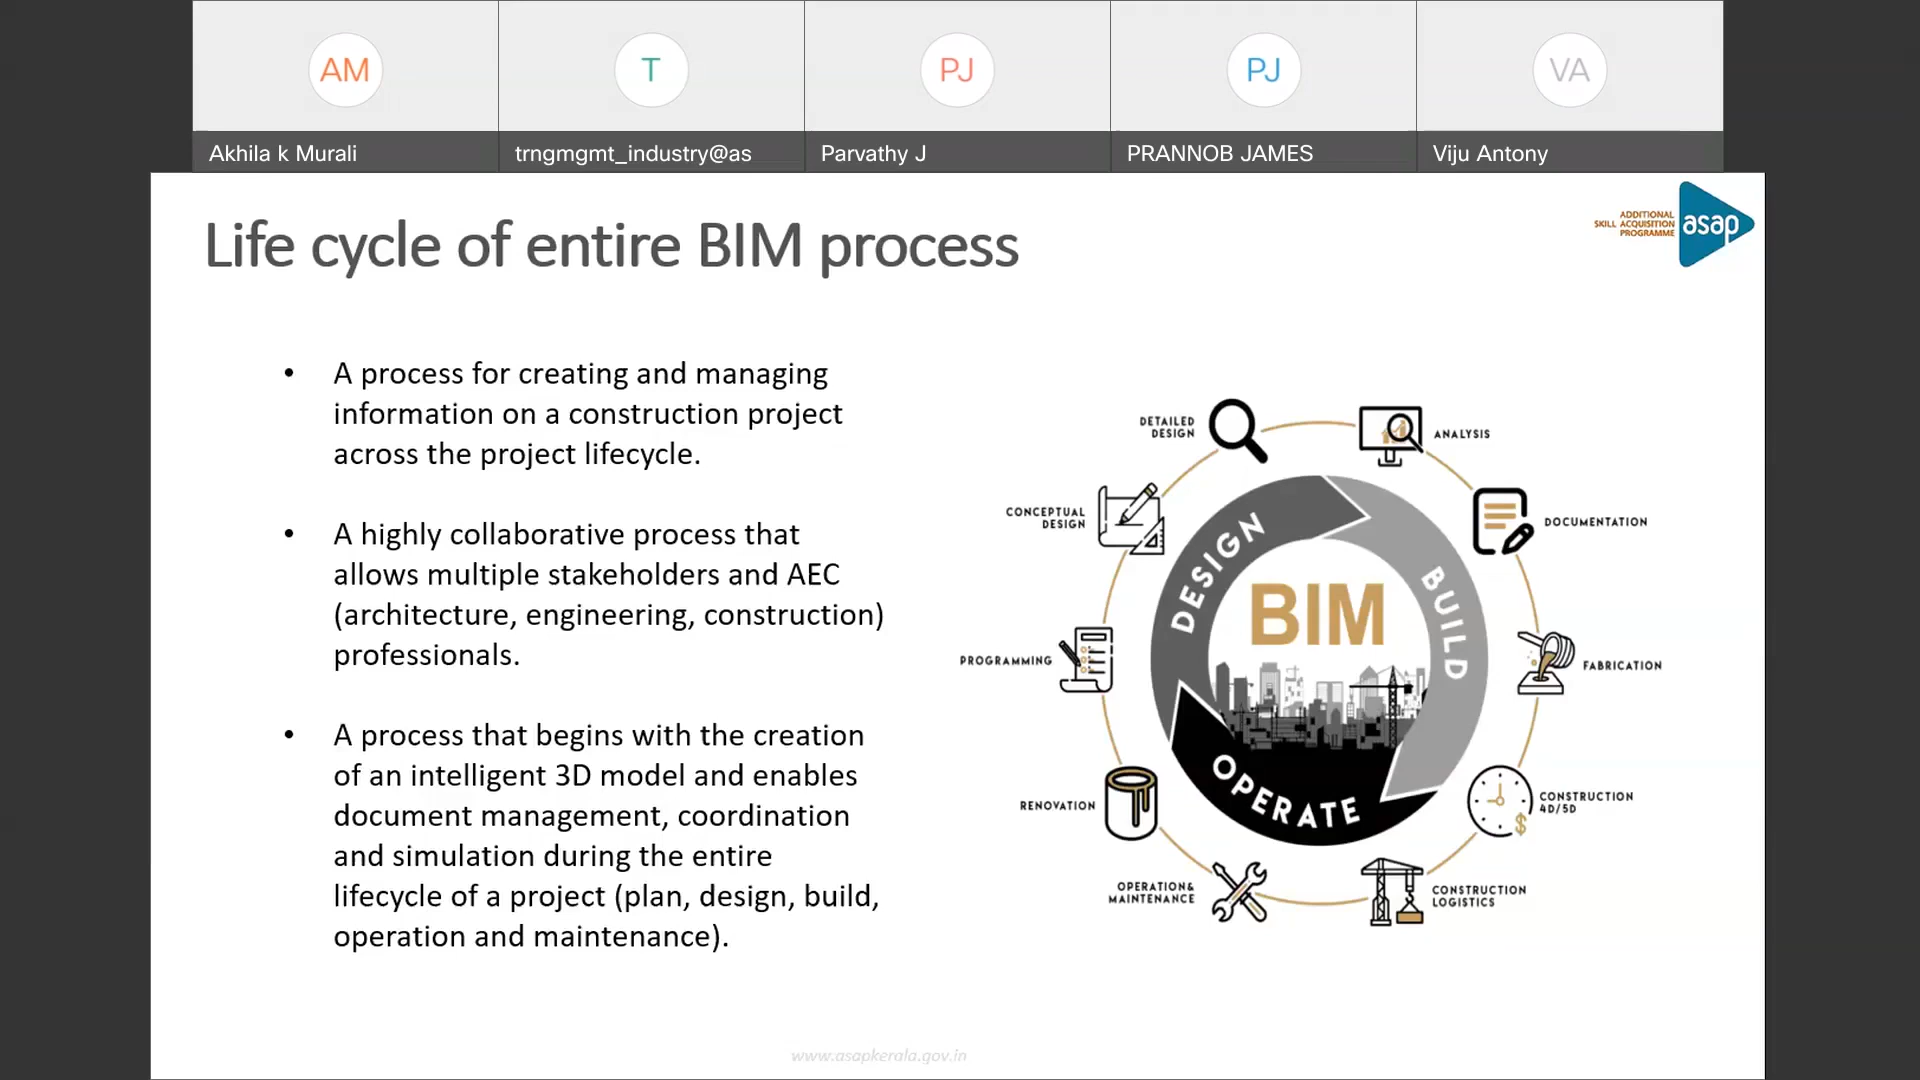 AM
T
PJ
PJ
VA
Akhila k Murali
trngmgmt_industry@as
Parvathy J
PRANNOB JAMES
Viju Antony
Life cycle of entire BIM process
ADDITIONAL
SKILL ACQUISITION
PROGRAMME
asap
• A process for creating and managing
information on a construction project
across the project lifecycle.
• A highly collaborative process that
allows multiple stakeholders and AEC
(architecture, engineering, construction)
professionals.
• A process that begins with the creation
of an intelligent 3D model and enables
document management, coordination
and simulation during the entire
lifecycle of a project (plan, design, build,
operation and maintenance).
DETAILED
DESIGN
ANALYSIS
CONCEPTUAL
DESIGN
DOCUMENTATION
DESIGN
BUILD
BIM
PROGRAMMING
FABRICATION
OPERATE
RENOVATION
CONSTRUCTION
4D/5D
$
OPERATION&
MAINTENANCE
CONSTRUCTION
LOGISTICS
www.asapkerala.gov.in